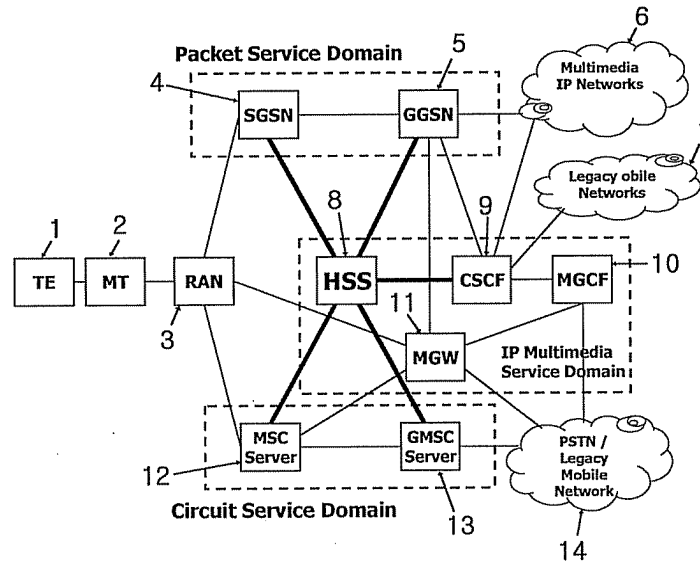 6
5
Packet Service Domain
Multimedia
IP Networks
4
SGSN
GGSN
Legacy obile
Networks
8
9
1
2
10
TE
MT
RAN
HSS
CSCF
MGCF
11
3
MGW
IP Multimedia
Service Domain
MSC
Server
GMSC
Server
PSTN /
Legacy
Mobile
Network
12
Circuit Service Domain
13
14